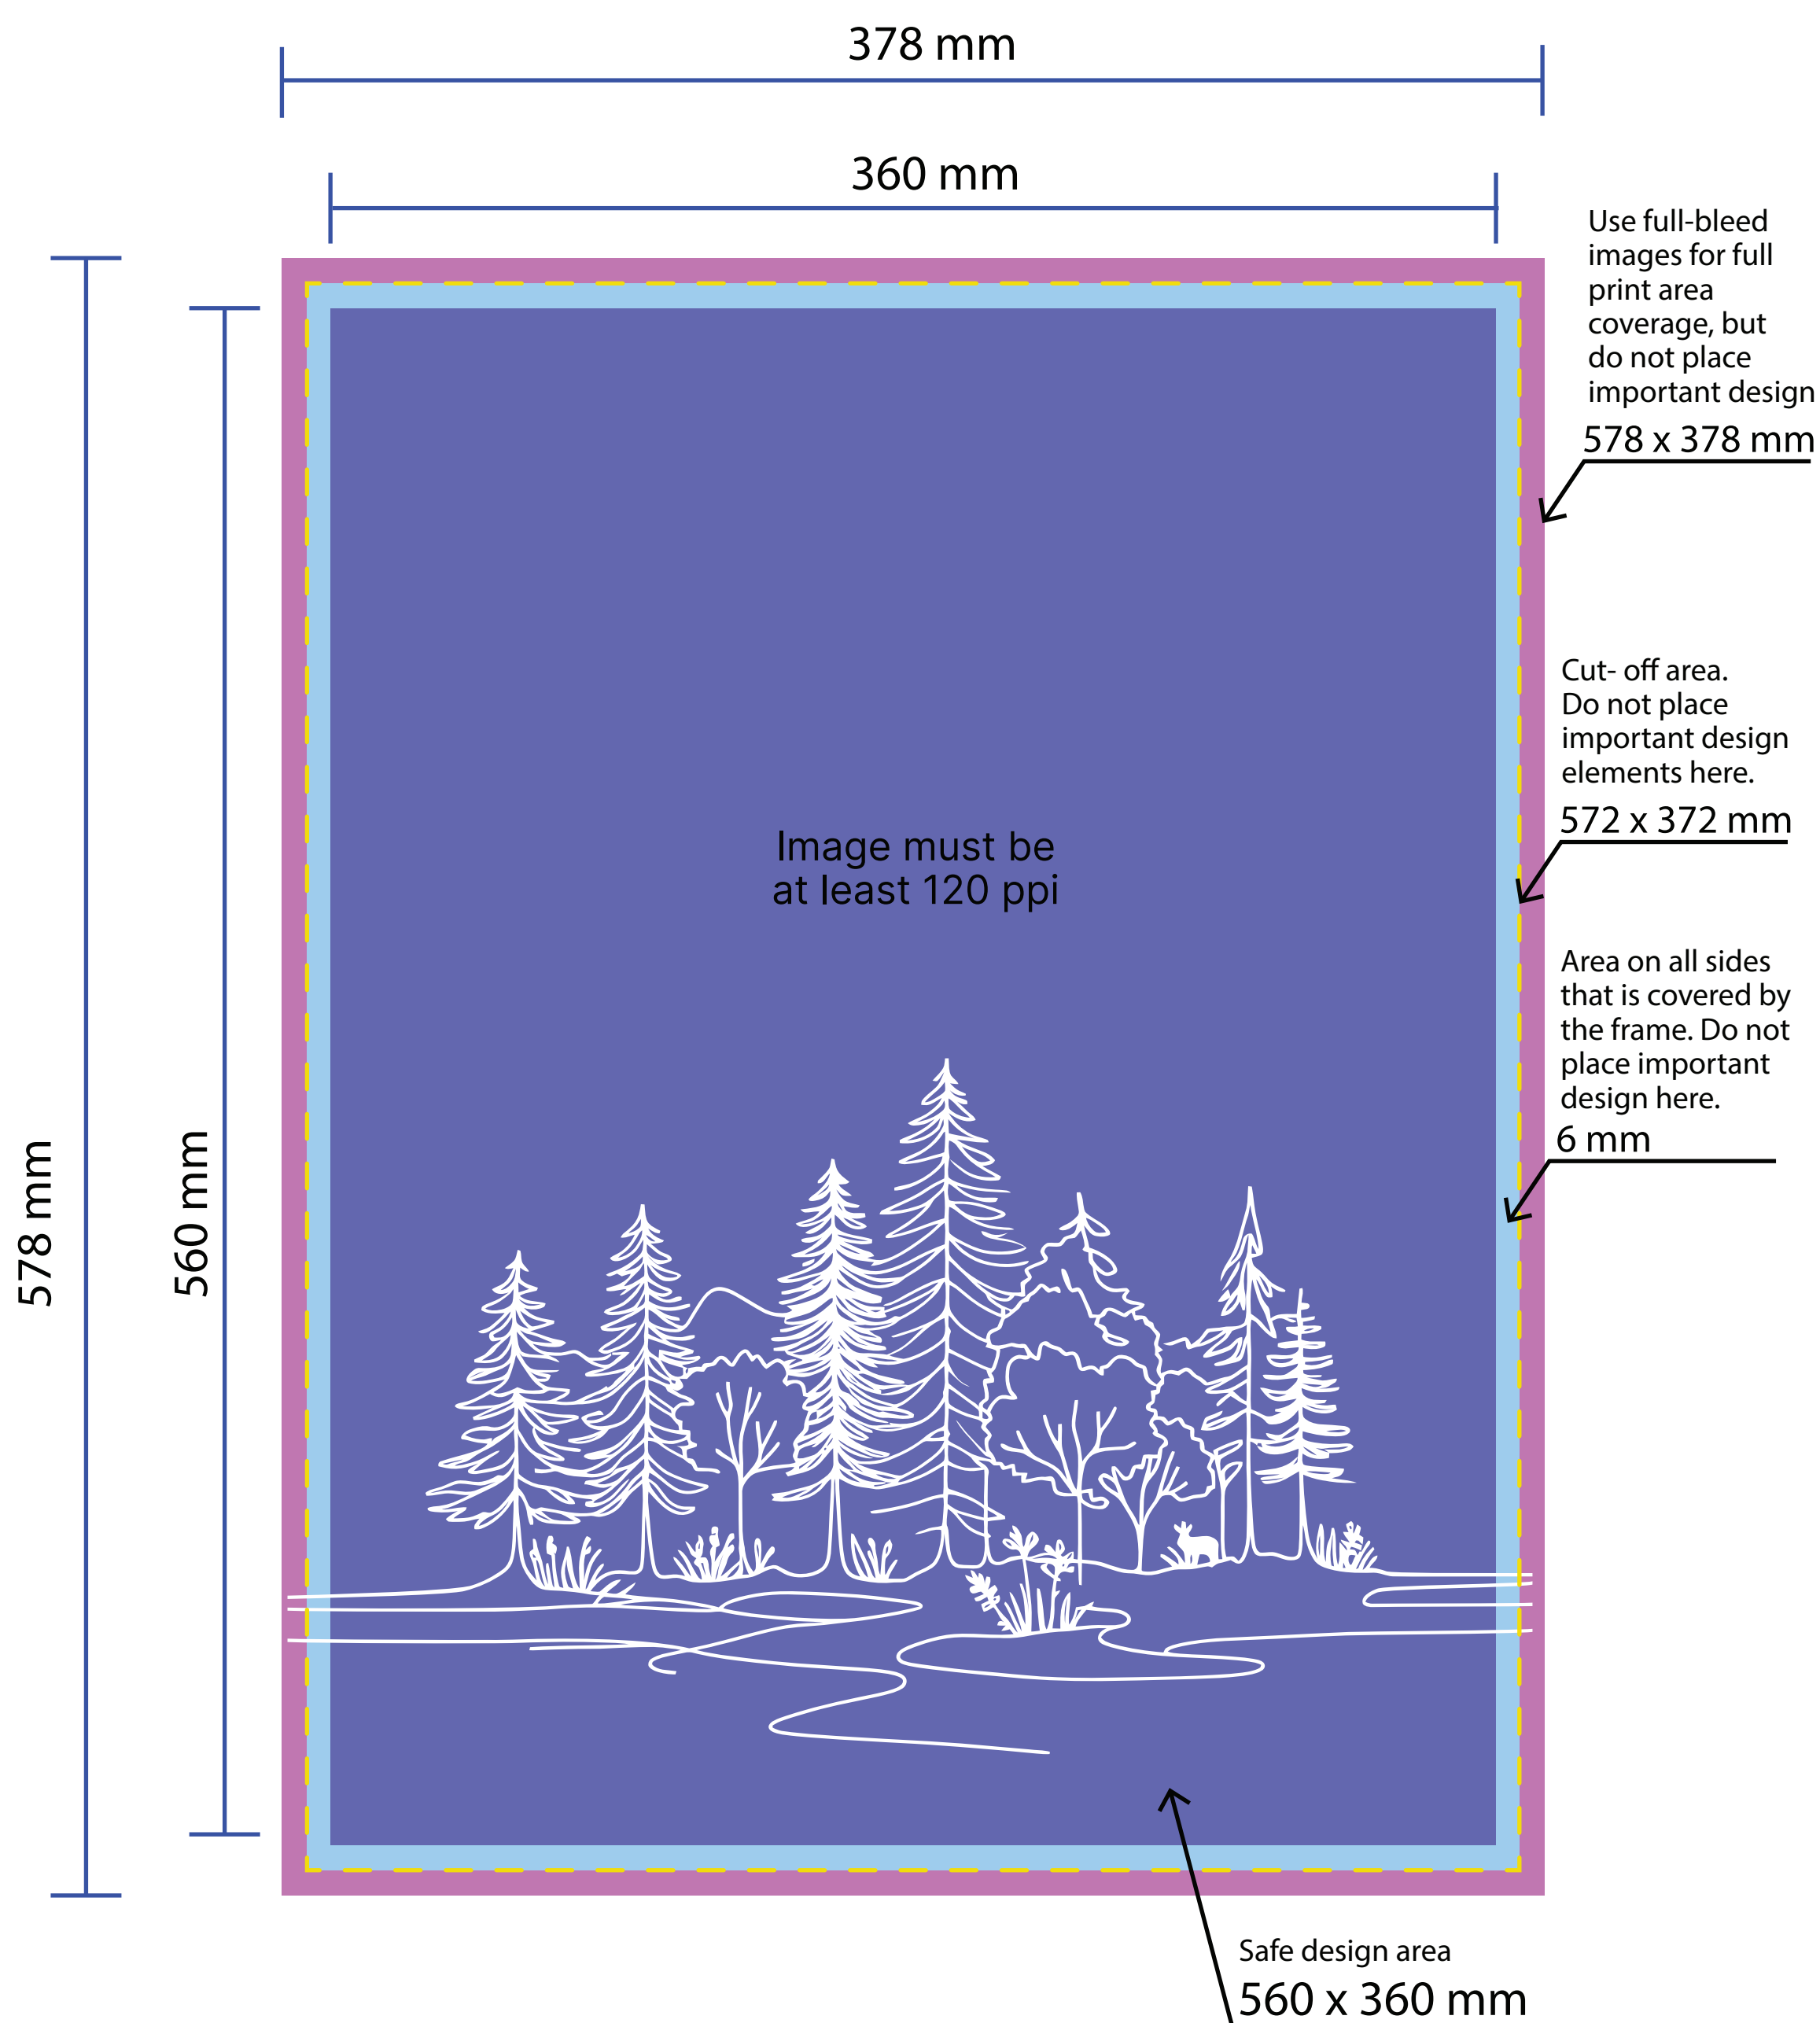 378 mm
360 mm
Use full-bleed
images for full
print area
coverage, but
do not place
important design
578 x 378 mm
Cut- off area.
Do not place
important design
elements here.
572 x 372 mm
Image must be
at least 120 ppi
Area on all sides
that is covered by
the frame. Do not
place important
design here.
6 mm
578 mm
560 mm
Safe design area
560 x 360 mm